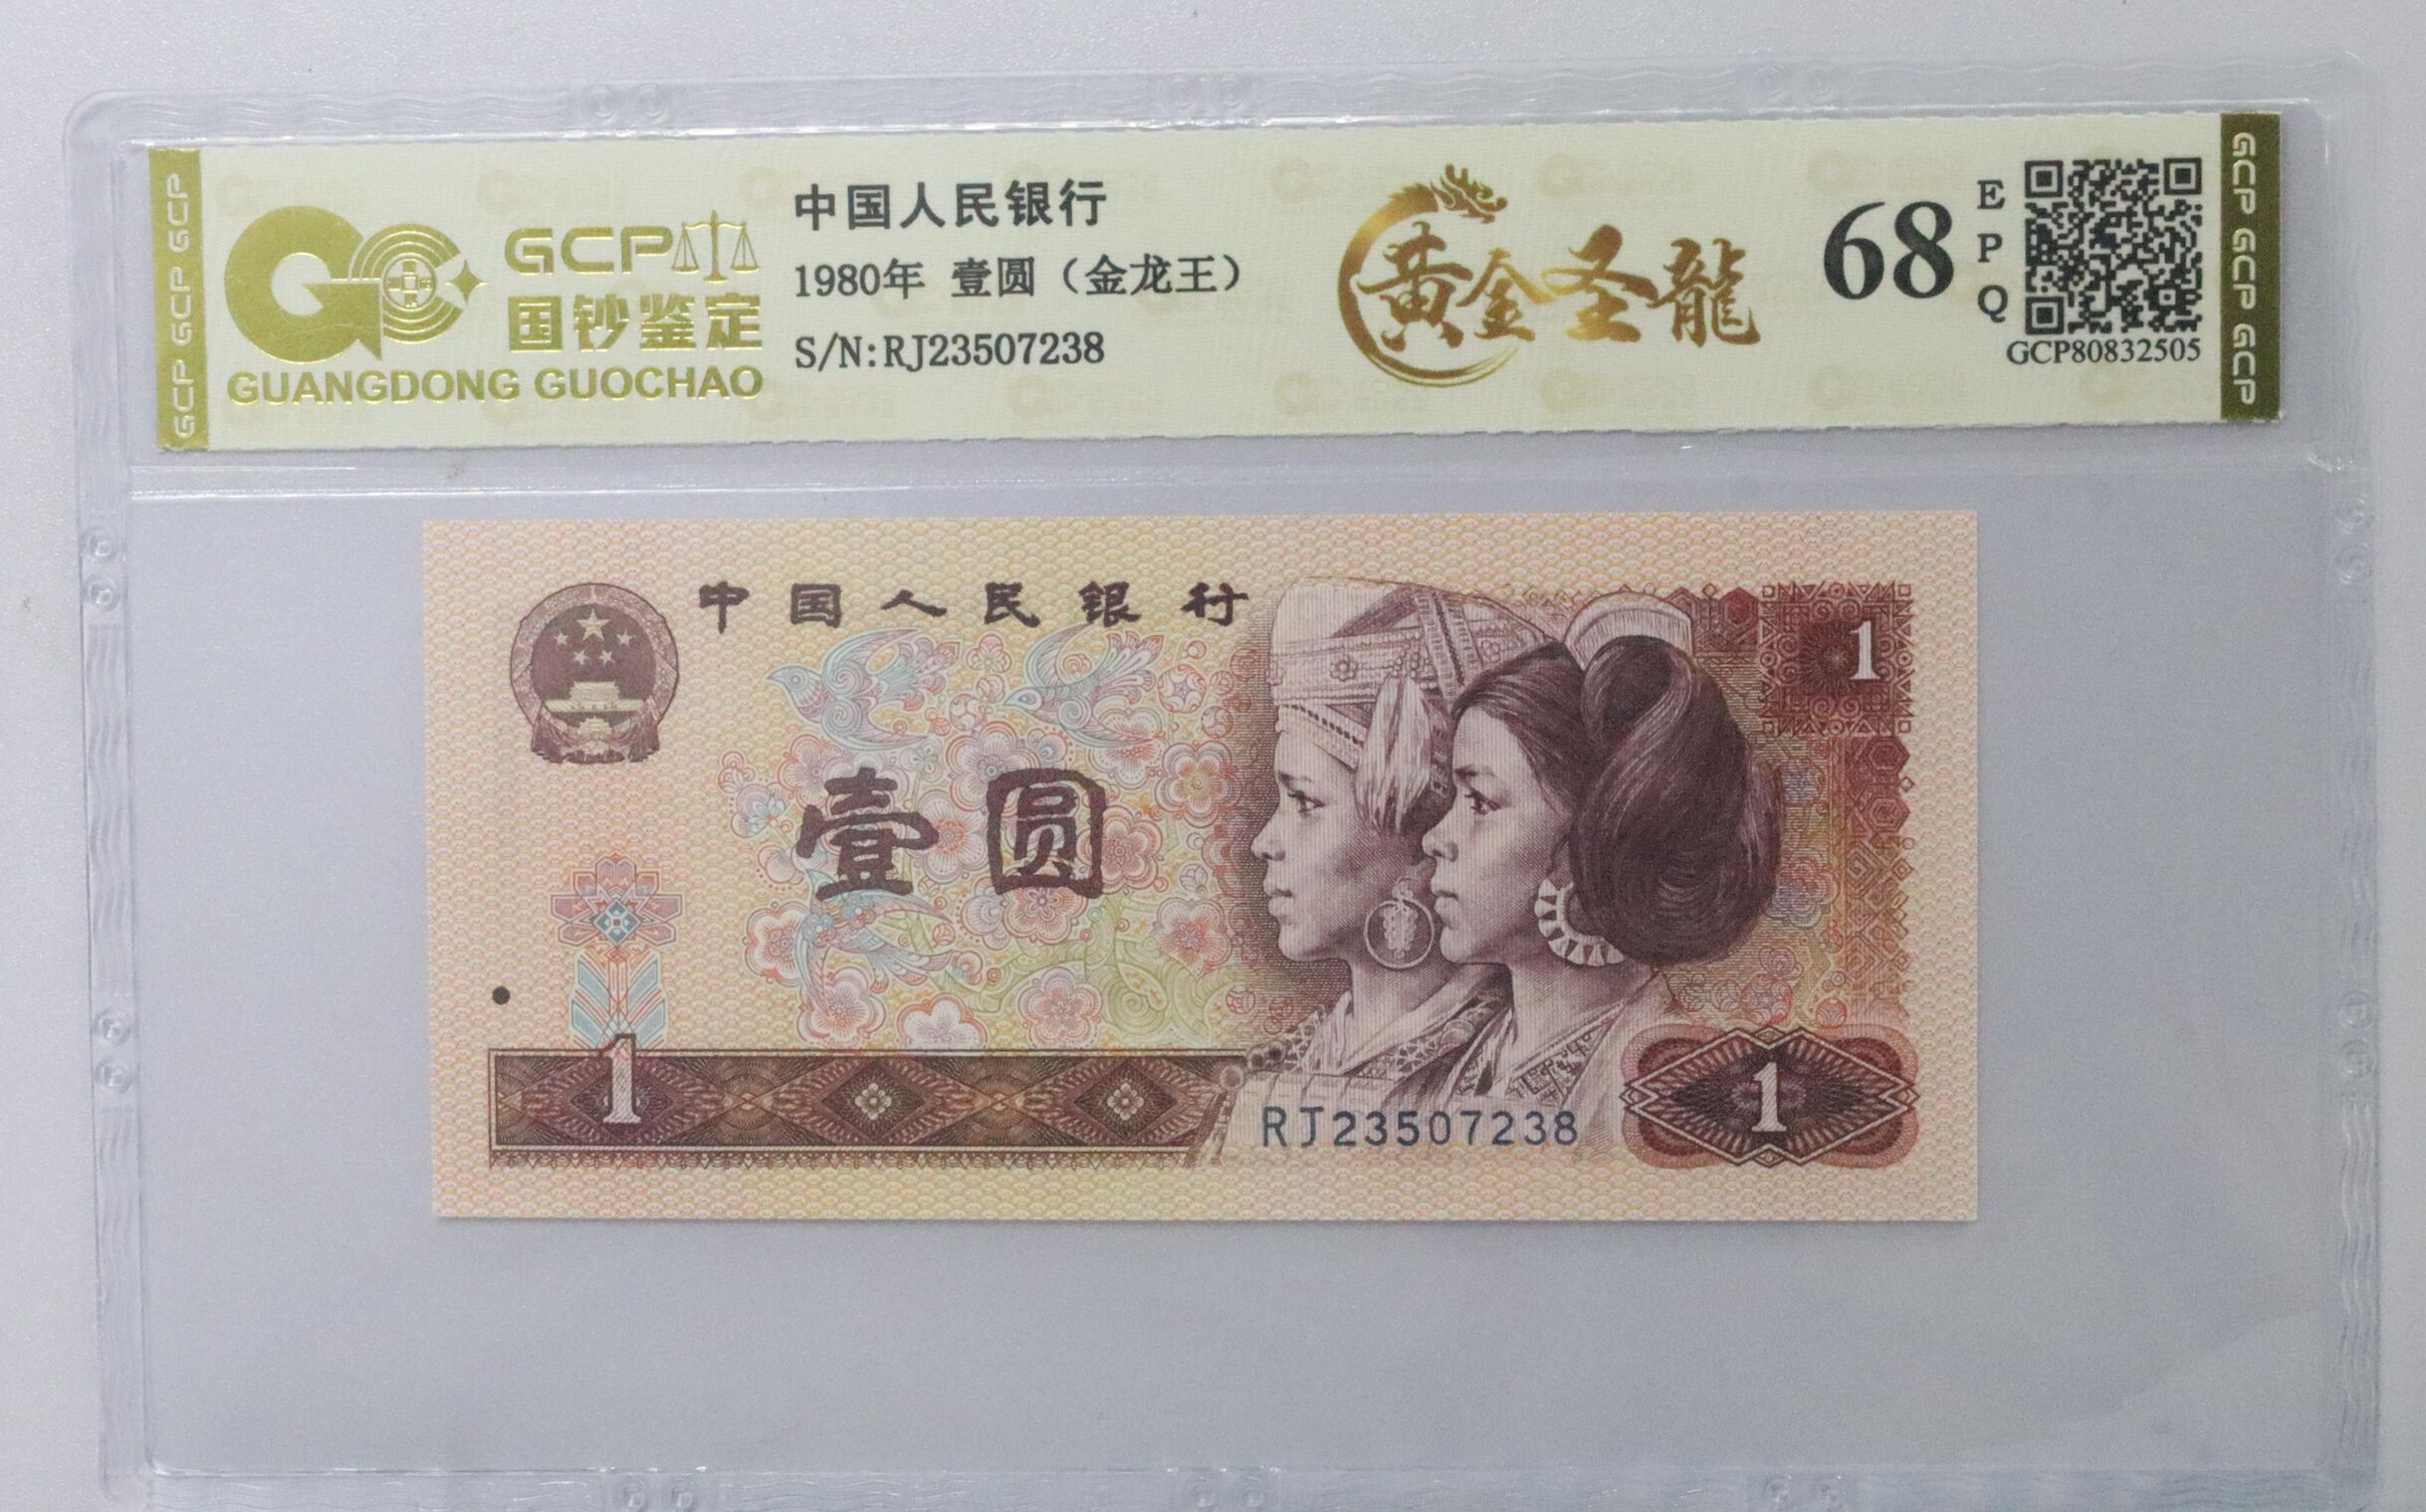 GCP GCP GCP
GCP
国钞鉴定
GUANGDONG GUOCHAO
中国人民银行
1980年 壹圆（金龙王）
S/N:RJ23507238
黄金圣龍
68
E
P
Q
GCP80832505
GCP GCP GCP
中国人民银行
1
壹圆
1
RJ23507238
1